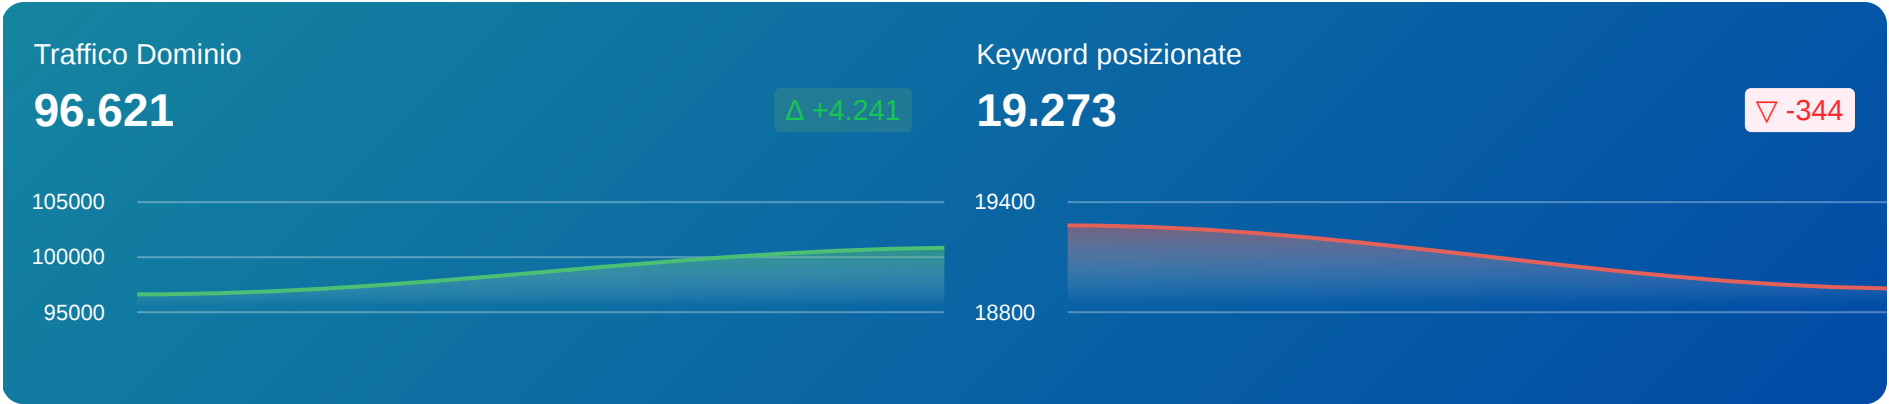 Traffico Dominio
96.621
Δ +4.241
105000
100000
95000
Keyword posizionate
19.273
▽ -344
19400
18800